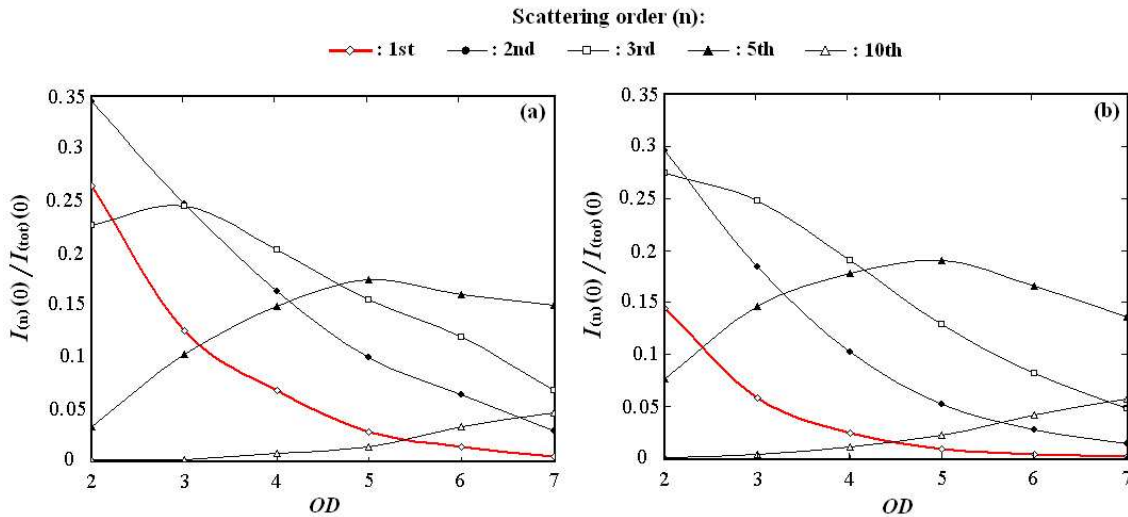 Scattering order (n):
: 1st : 2nd : 3rd : 5th : 10th
(a)
I(n)(0)/I(tot)(0)
0.35
0.3
0.25
0.2
0.15
0.1
0.05
0
2 3 4 5 6 7
OD
(b)
I(n)(0)/I(tot)(0)
0.35
0.3
0.25
0.2
0.15
0.1
0.05
0
2 3 4 5 6 7
OD